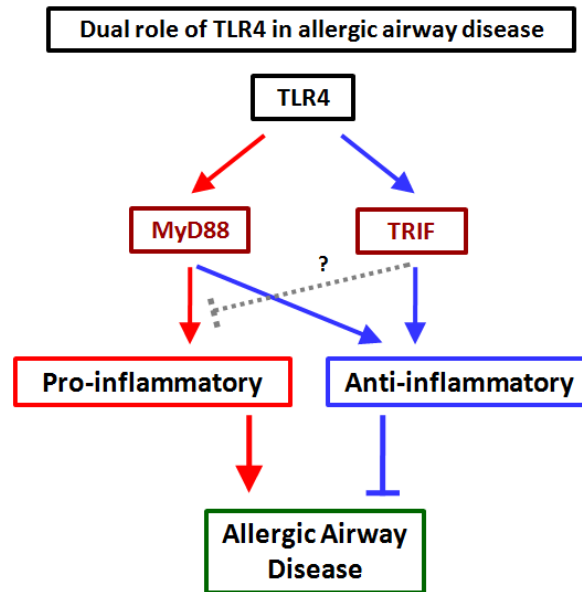 Dual role of TLR4 in allergic airway disease
TLR4
MyD88
TRIF
?
Pro-inflammatory
Anti-inflammatory
Allergic Airway
Disease